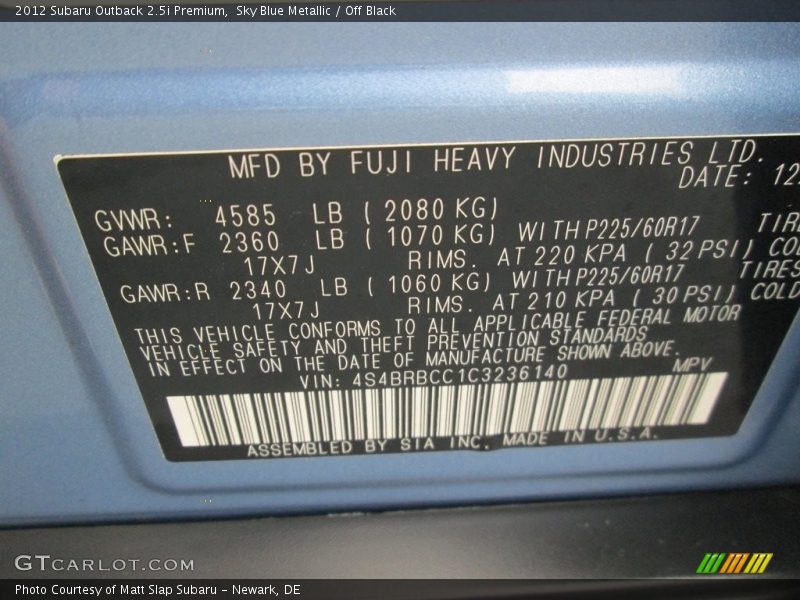 2012 Subaru Outback 2.5i Premium,  Sky Blue Metallic / Off Black
MFD BY FUJI HEAVY INDUSTRIES LTD.
DATE: 12
GVWR: 4585 LB ( 2080 KG)
GAWR:F 2360 LB ( 1070 KG) WITH P225/60R17
17X7J RIMS. AT 220 KPA ( 32 PSI)
GAWR:R 2340 LB ( 1060 KG) WITH P225/60R17 TIRES
17X7J RIMS. AT 210 KPA ( 30 PSI) COLD
THIS VEHICLE CONFORMS TO ALL APPLICABLE FEDERAL MOTOR
VEHICLE SAFETY AND THEFT PREVENTION STANDARDS
IN EFFECT ON THE DATE OF MANUFACTURE SHOWN ABOVE.
VIN: 4S4BRBCC1C3236140 MPV
ASSEMBLED BY SIA INC. MADE IN U.S.A.
GTCARLOT.COM
Photo Courtesy of Matt Slap Subaru – Newark, DE